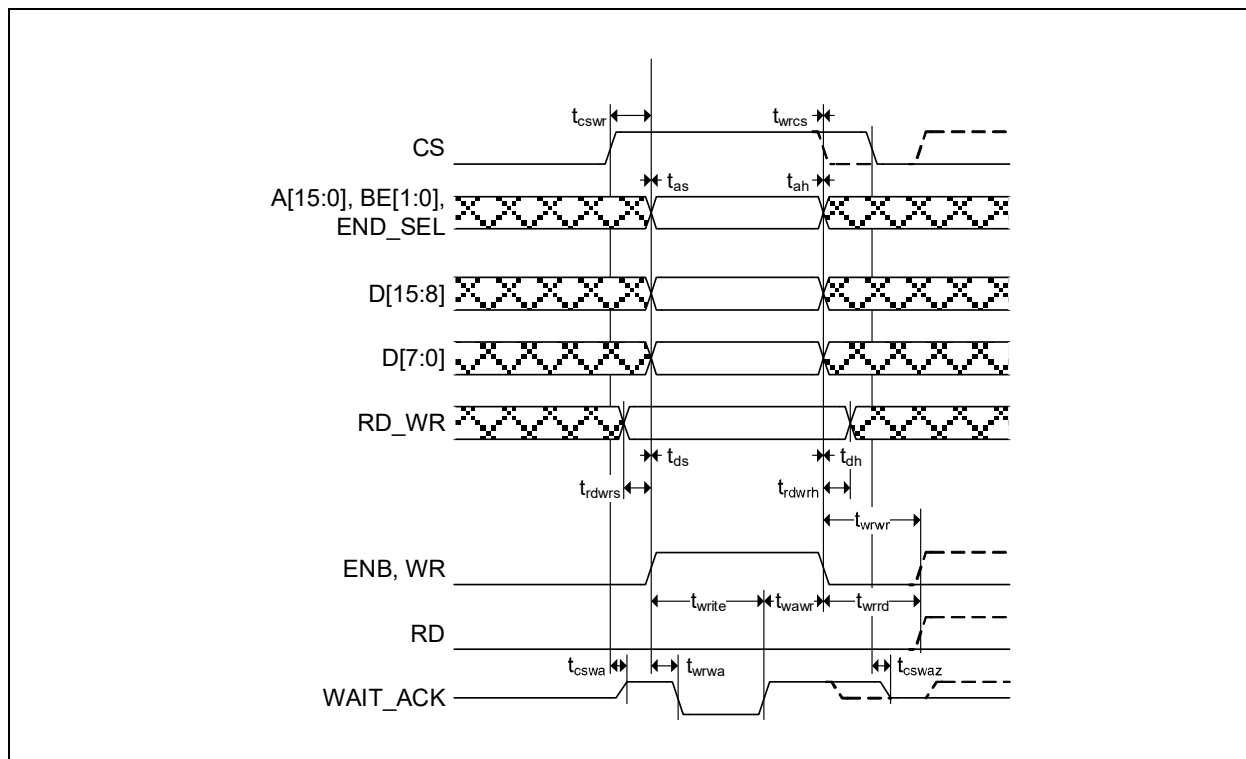 tcswr
twrcs
CS
tas
tah
A[15:0], BE[1:0],
END_SEL
D[15:8]
D[7:0]
RD_WR
tds
tdh
trdwrs
trdwrh
twrwr
ENB, WR
twrite
twawr
twrrd
RD
tcswa
twrwa
tcswaz
WAIT_ACK